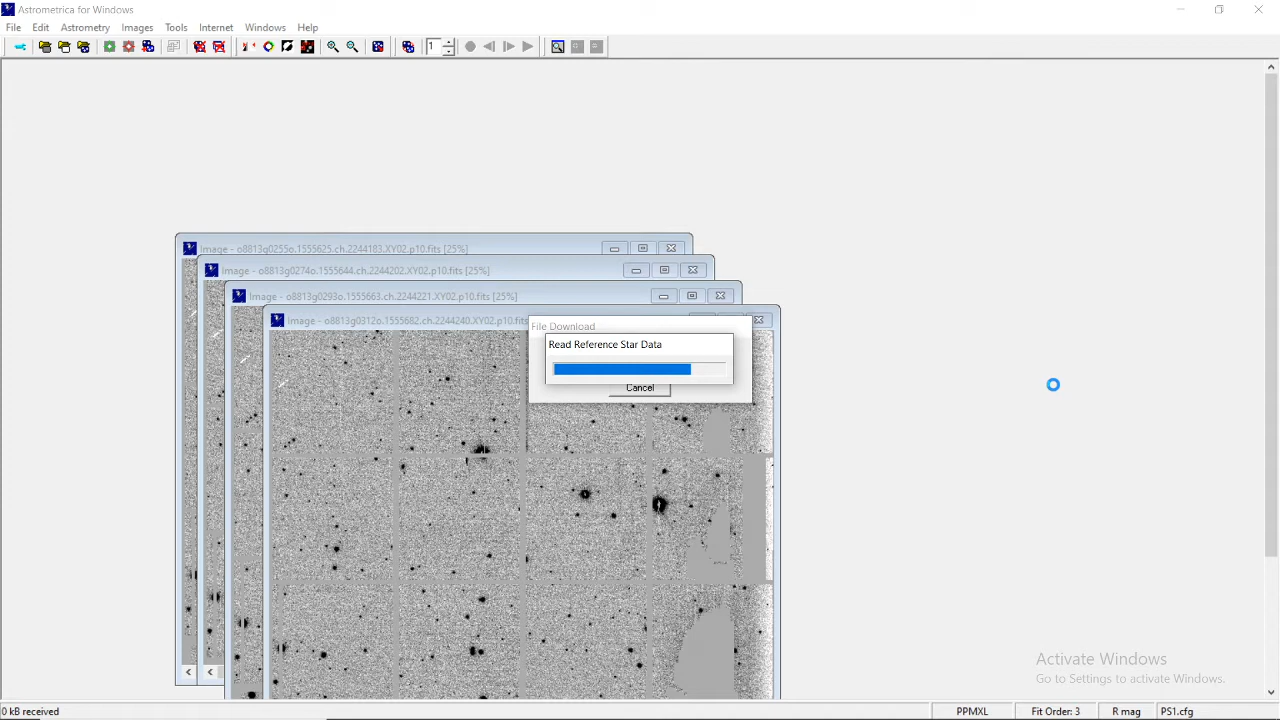 Astrometrica for Windows
File Edit Astrometry Images Tools Internet Windows Help
1
Image - o8813g0255o.1555625.ch.2244183.XY02.p10.fits [25%]
Image - o8813g0274o.1555644.ch.2244202.XY02.p10.fits [25%]
Image - o8813g0293o.1555663.ch.2244221.XY02.p10.fits [25%]
Image - o8813g0312o.1555682.ch.2244240.XY02.p10.fits
File Download
Read Reference Star Data
Cancel
Activate Windows
Go to Settings to activate Windows.
0 kB received PPMXL Fit Order: 3 R mag PS1.cfg